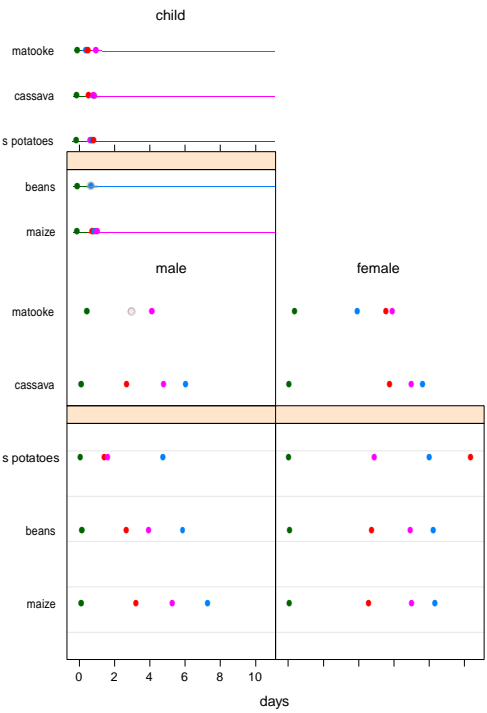 child
matooke
cassava
s potatoes
beans
maize
male female
matooke
cassava
s potatoes
beans
maize
0 2 4 6 8 10
days